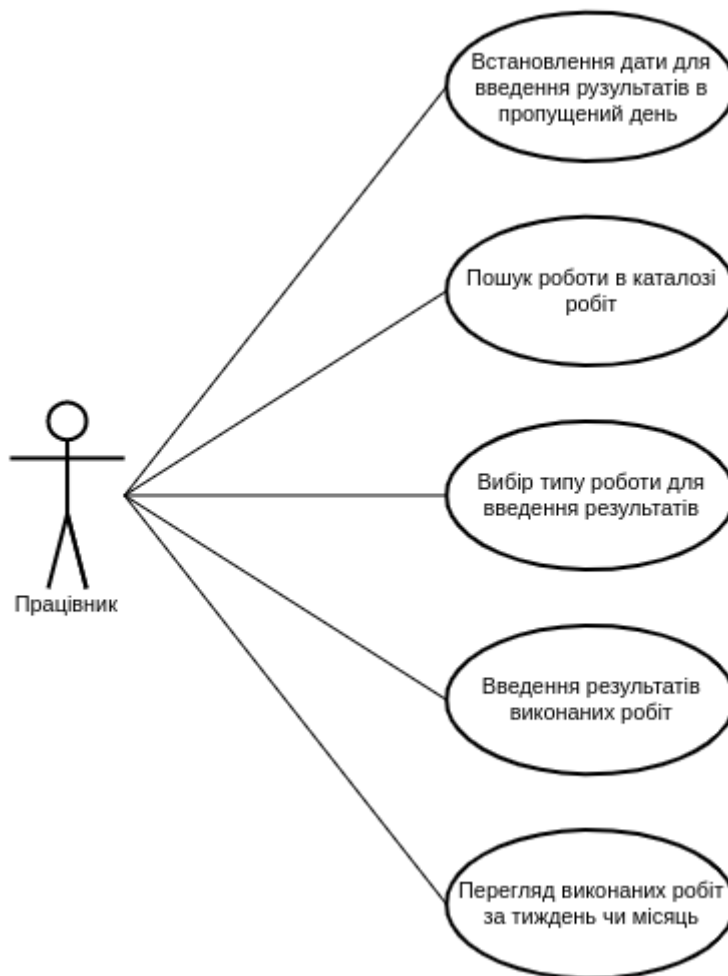 Встановлення дати для
введення рузультатів в
пропущений день
Пошук роботи в каталозі
робіт
Вибір типу роботи для
введення результатів
Працівник
Введення результатів
виконаних робіт
Перегляд виконаних робіт
за тиждень чи місяць